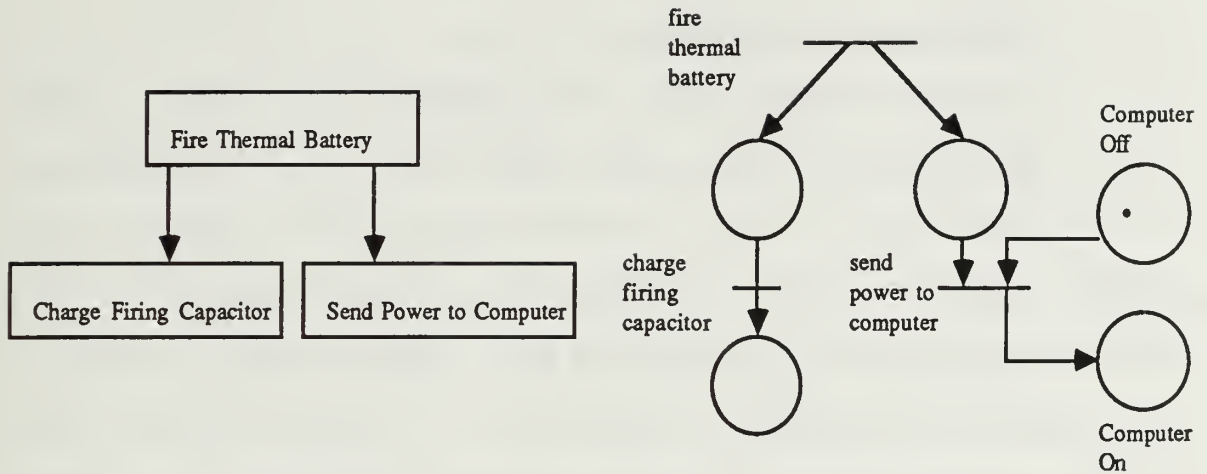 Fire Thermal Battery
Charge Firing Capacitor
Send Power to Computer
fire
thermal
battery
charge
firing
capacitor
send
power to
computer
Computer
Off
Computer
On